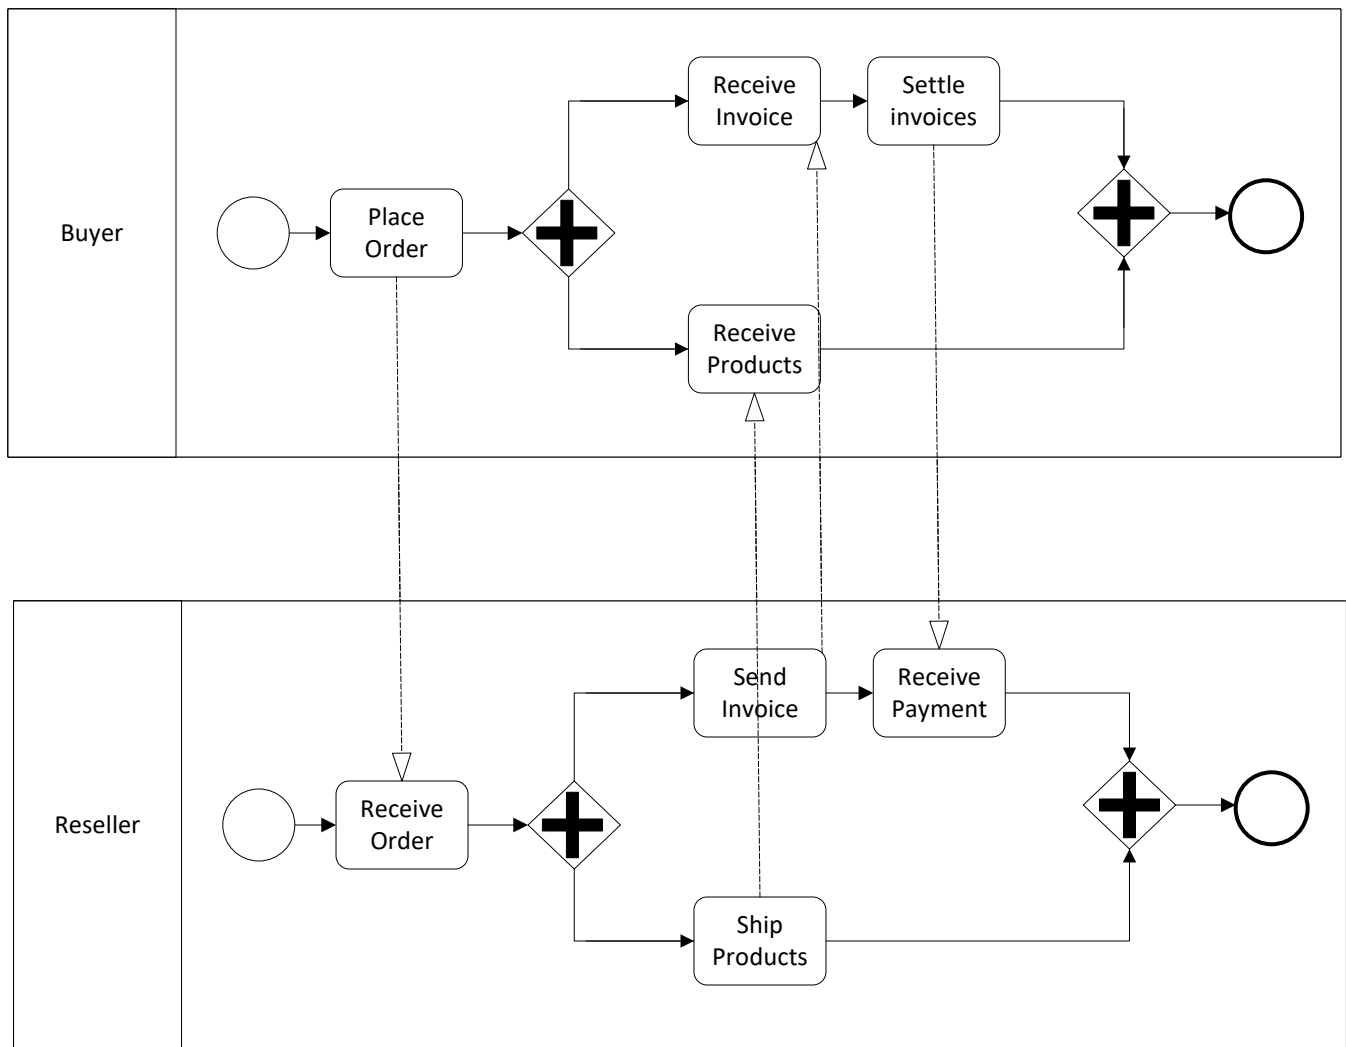 Receive
Invoice
Settle
invoices
Buyer
Place
Order
Receive
Products
Send
Invoice
Receive
Payment
Reseller
Receive
Order
Ship
Products